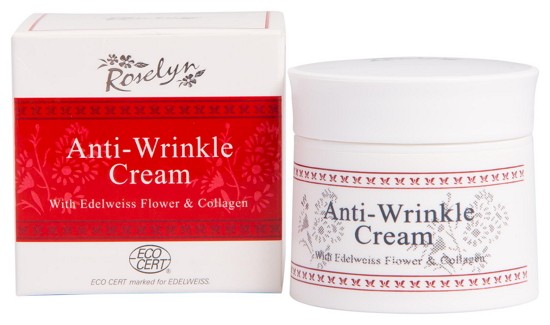 Roselyn
Anti-Wrinkle
Cream
With Edelweiss Flower & Collagen
ECO
CERT
ECO CERT marked for EDELWEISS.
Anti-Wrinkle
Cream
With Edelweiss Flower & Collagen